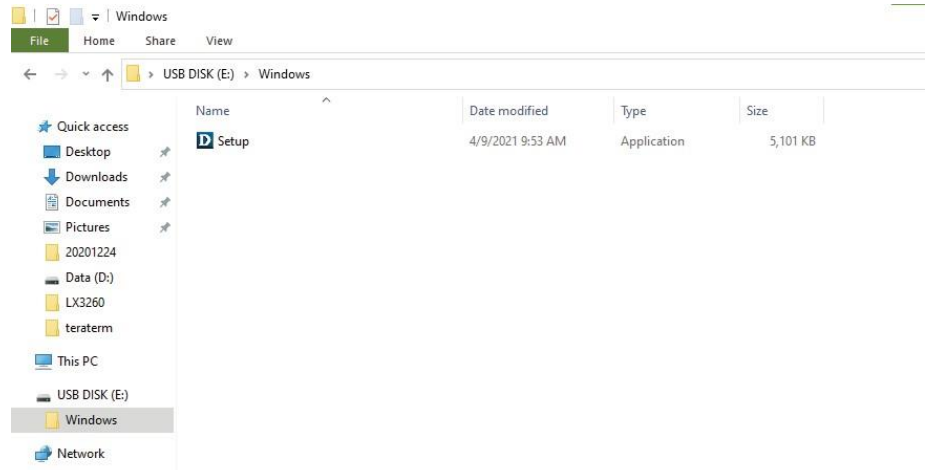 Windows
File Home Share View
USB DISK (E:) > Windows
Name Date modified Type Size
Quick access
Setup 4/9/2021 9:53 AM Application 5,101 KB
Desktop
Downloads
Documents
Pictures
20201224
Data (D:)
LX3260
teraterm
This PC
USB DISK (E:)
Windows
Network